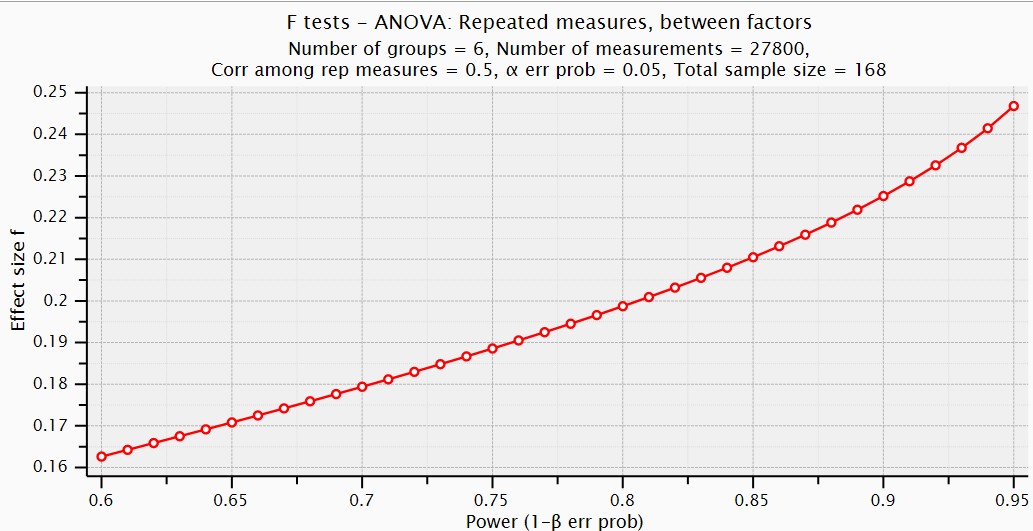 F tests – ANOVA: Repeated measures, between factors
Number of groups = 6, Number of measurements = 27800,
Corr among rep measures = 0.5, α err prob = 0.05, Total sample size = 168
0.25
0.24
0.23
0.22
0.21
0.2
0.19
0.18
0.17
0.16
Effect size f
0.6 0.65 0.7 0.75 0.8 0.85 0.9 0.95
Power (1-β err prob)